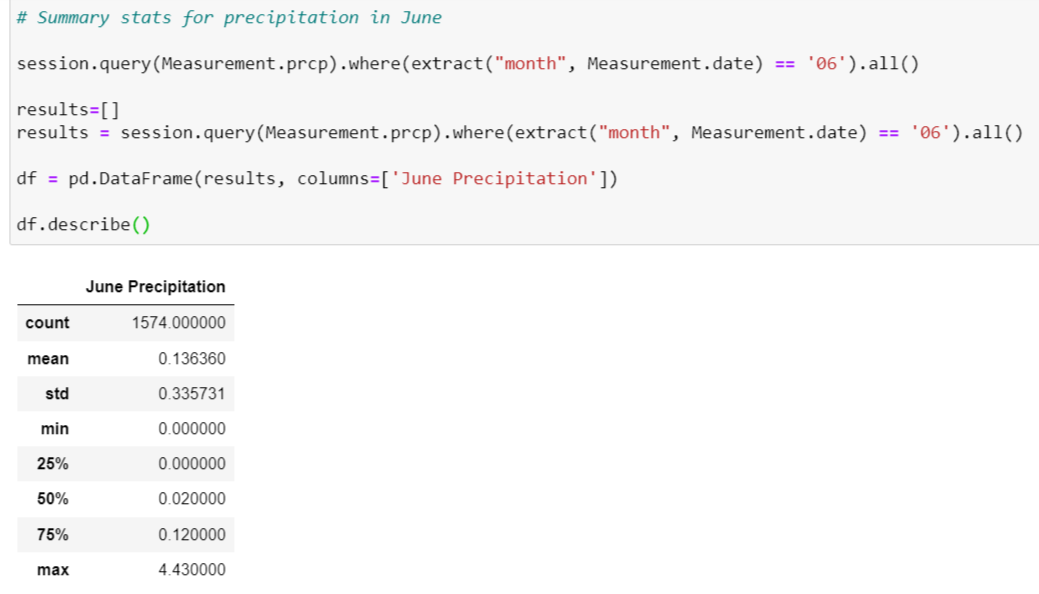 # Summary stats for precipitation in June
session.query(Measurement.prcp).where(extract("month", Measurement.date) == '06').all()
results=[]
results = session.query(Measurement.prcp).where(extract("month", Measurement.date) == '06').all()
df = pd.DataFrame(results, columns=['June Precipitation'])
df.describe()
June Precipitation
count 1574.000000
mean 0.136360
std 0.335731
min 0.000000
25% 0.000000
50% 0.020000
75% 0.120000
max 4.430000